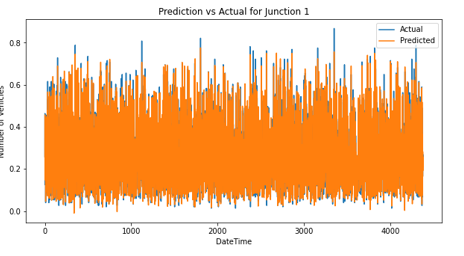 Prediction vs Actual for Junction 1
Actual
Predicted
0.8
0.6
0.4
0.2
0.0
Number of Vehicles
0
1000
2000
3000
4000
DateTime